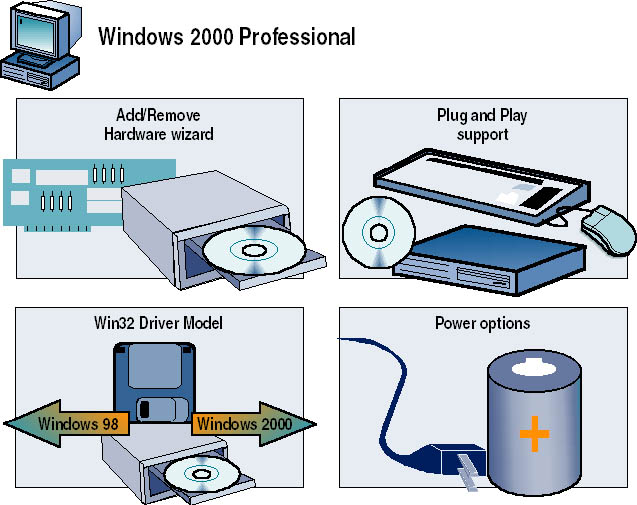 Windows 2000 Professional
Add/Remove
Hardware wizard
Plug and Play
support
Win32 Driver Model
Power options
Windows 98
Windows 2000